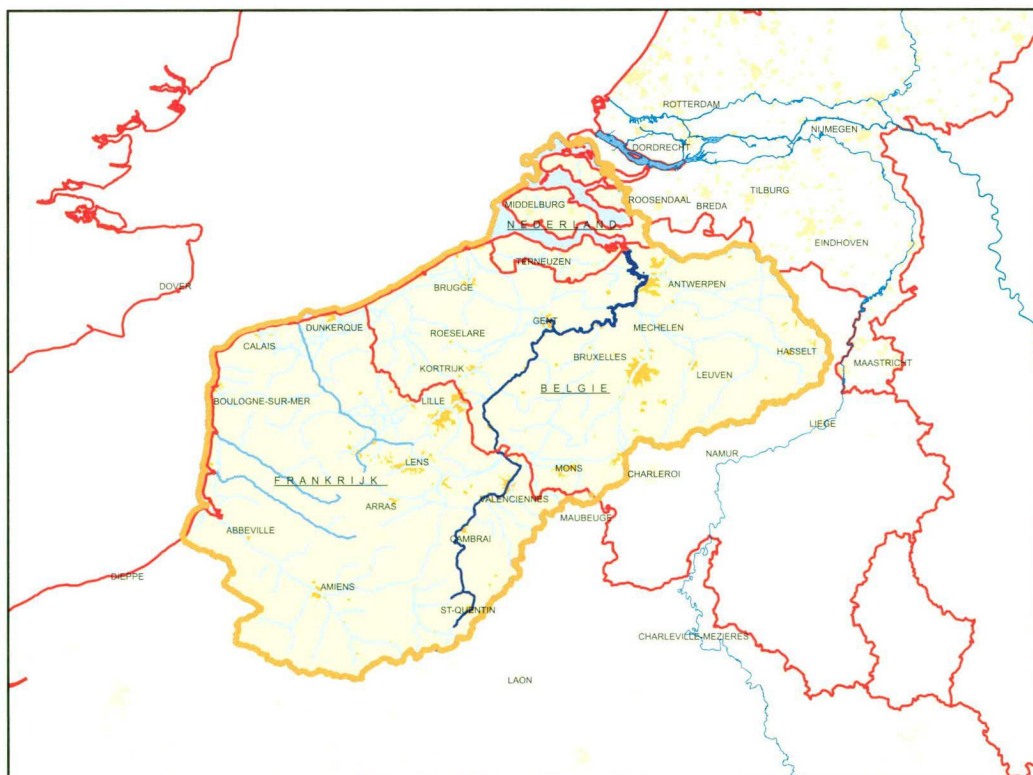 ROTTERDAM
NIJMEGEN
DORDRECHT
TILBURG
ROOSENDAAL
MIDDELBURG
BREDA
NEDERLAND
EINDHOVEN
TERNEUZEN
DOVER
BRUGGE
ANTWERPEN
DUNKERQUE
GENT
MECHELEN
ROESELARE
CALAIS
HASSELT
BRUXELLES
MAASTRICHT
KORTRIJK
LEUVEN
BELGIE
BOULOGNE-SUR-MER
LILLE
LIEGE
NAMUR
LENS
MONS
CHARLEROI
FRANKRIJK
VALENCIENNES
ARRAS
MAUBEUGE
ABBEVILLE
CAMBRAI
DIEPPE
AMIENS
ST-QUENTIN
CHARLEVILLE-MEZIERES
LAON